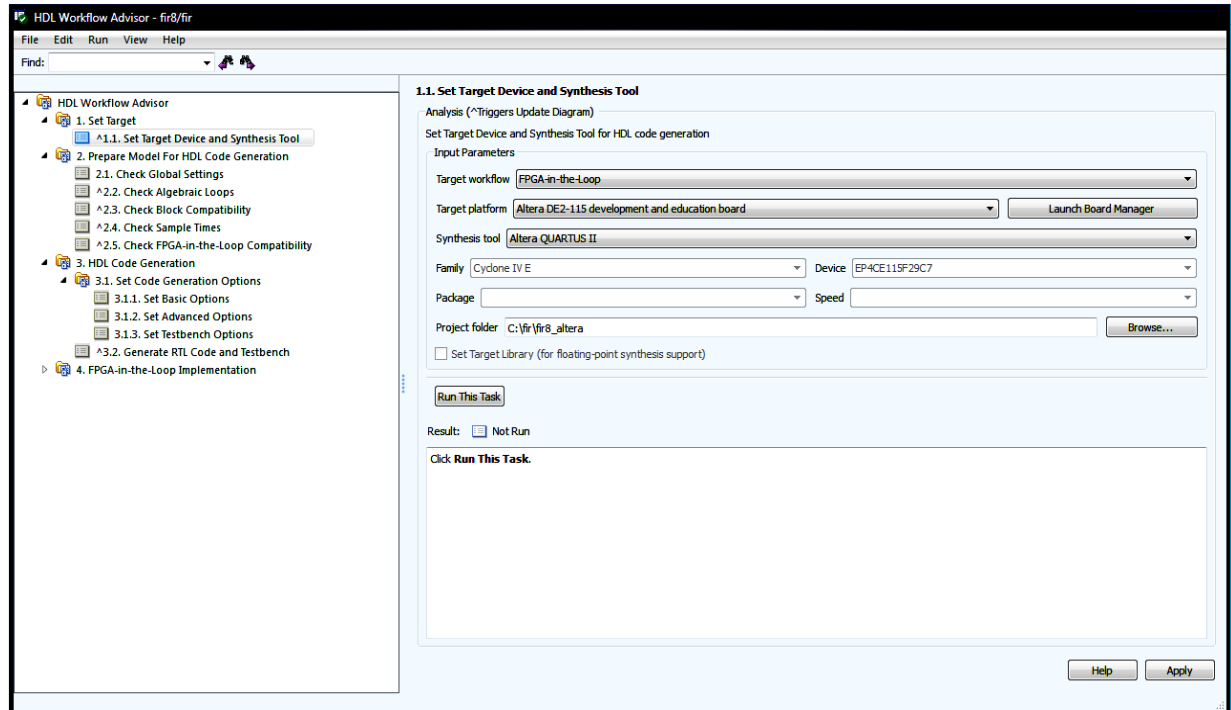 HDL Workflow Advisor - fir8/fir
File Edit Run View Help
Find:
HDL Workflow Advisor
1. Set Target
^1.1. Set Target Device and Synthesis Tool
2. Prepare Model For HDL Code Generation
2.1. Check Global Settings
^2.2. Check Algebraic Loops
^2.3. Check Block Compatibility
^2.4. Check Sample Times
^2.5. Check FPGA-in-the-Loop Compatibility
3. HDL Code Generation
3.1. Set Code Generation Options
3.1.1. Set Basic Options
3.1.2. Set Advanced Options
3.1.3. Set Testbench Options
^3.2. Generate RTL Code and Testbench
4. FPGA-in-the-Loop Implementation
1.1. Set Target Device and Synthesis Tool
Analysis (^Triggers Update Diagram)
Set Target Device and Synthesis Tool for HDL code generation
Input Parameters
Target workflow FPGA-in-the-Loop
Target platform Altera DE2-115 development and education board Launch Board Manager
Synthesis tool Altera QUARTUS II
Family Cyclone IV E Device EP4CE115F29C7
Package Speed
Project folder C:\fir\fir8_altera Browse...
Set Target Library (for floating-point synthesis support)
Run This Task
Result: Not Run
Click Run This Task.
Help Apply